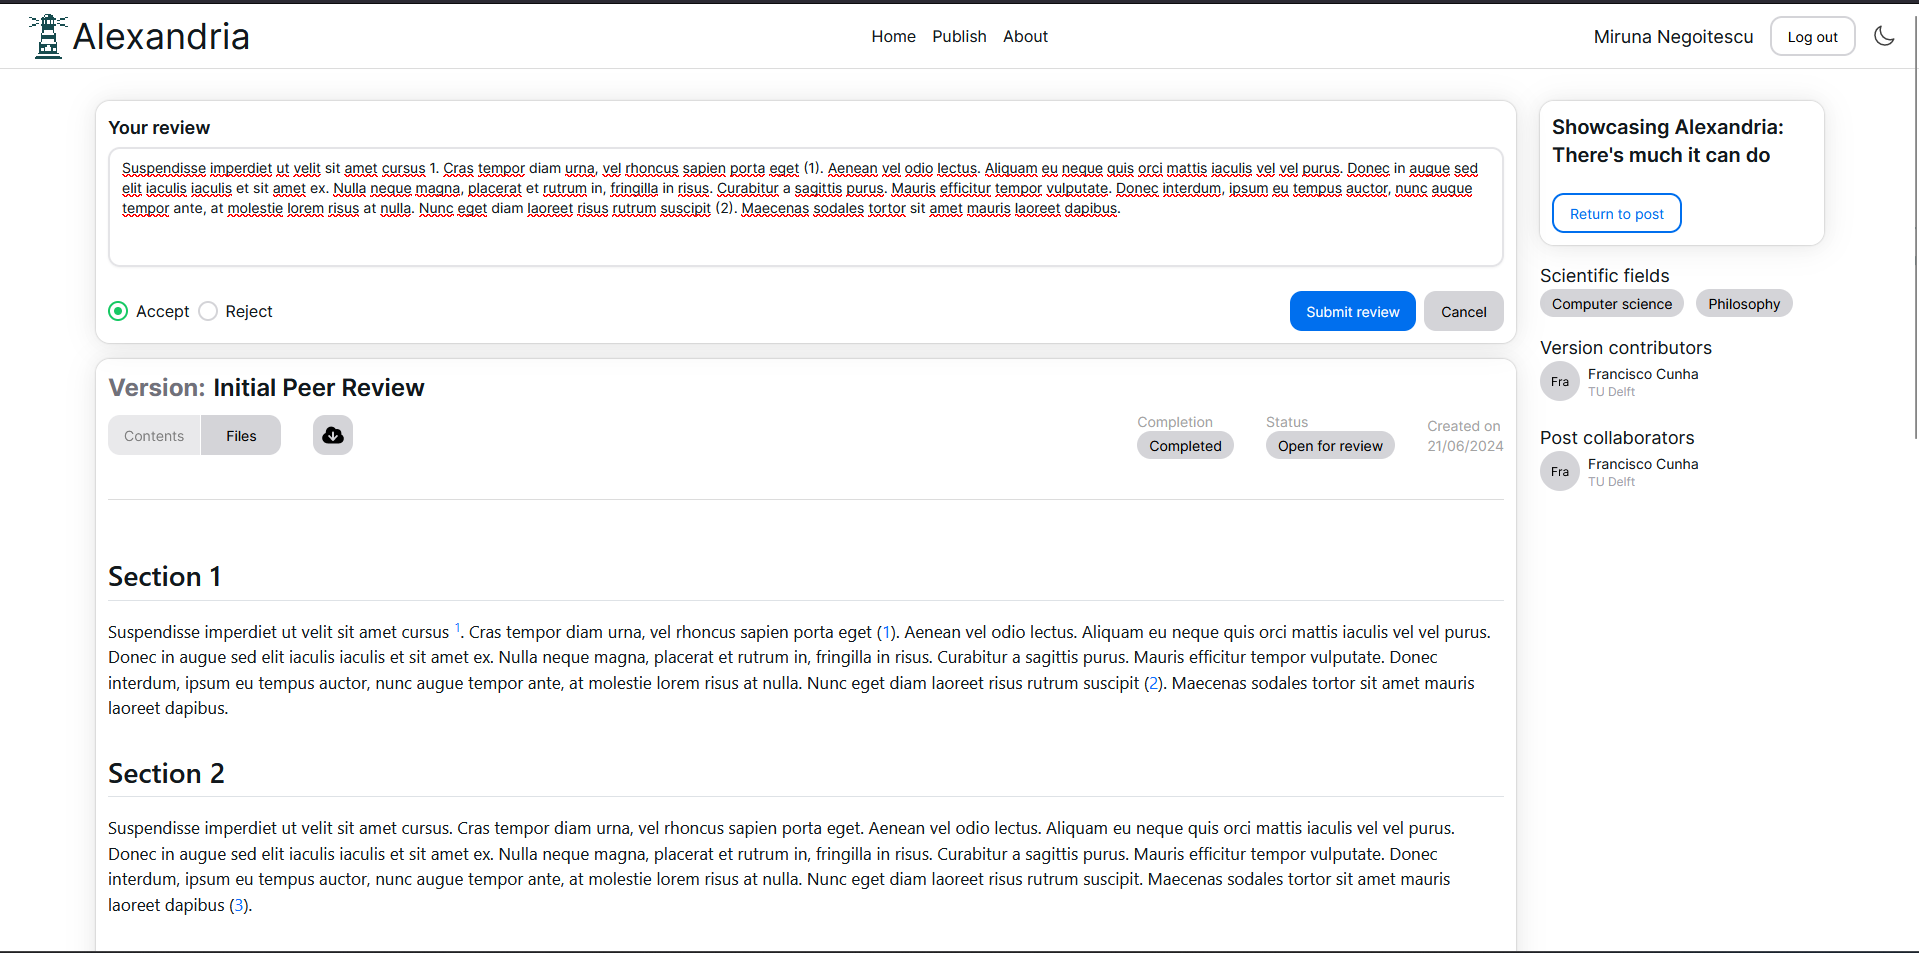 Alexandria
Home Publish About
Miruna Negoitescu Log out
Your review
Suspendisse imperdiet ut velit sit amet cursus 1. Cras tempor diam urna, vel rhoncus sapien porta eget (1). Aenean vel odio lectus. Aliquam eu neque quis orci mattis iaculis vel vel purus. Donec in augue sed
elit iaculis iaculis et sit amet ex. Nulla neque magna, placerat et rutrum in, fringilla in risus. Curabitur a sagittis purus. Mauris efficitur tempor vulputate. Donec interdum, ipsum eu tempus auctor, nunc augue
tempor ante, at molestie lorem risus at nulla. Nunc eget diam laoreet risus rutrum suscipit (2). Maecenas sodales tortor sit amet mauris laoreet dapibus.
Accept Reject
Submit review Cancel
Version: Initial Peer Review
Contents Files
Completion
Completed
Status
Open for review
Created on
21/06/2024
Section 1
Suspendisse imperdiet ut velit sit amet cursus 1. Cras tempor diam urna, vel rhoncus sapien porta eget (1). Aenean vel odio lectus. Aliquam eu neque quis orci mattis iaculis vel vel purus.
Donec in augue sed elit iaculis iaculis et sit amet ex. Nulla neque magna, placerat et rutrum in, fringilla in risus. Curabitur a sagittis purus. Mauris efficitur tempor vulputate. Donec
interdum, ipsum eu tempus auctor, nunc augue tempor ante, at molestie lorem risus at nulla. Nunc eget diam laoreet risus rutrum suscipit (2). Maecenas sodales tortor sit amet mauris
laoreet dapibus.
Section 2
Suspendisse imperdiet ut velit sit amet cursus. Cras tempor diam urna, vel rhoncus sapien porta eget. Aenean vel odio lectus. Aliquam eu neque quis orci mattis iaculis vel vel purus.
Donec in augue sed elit iaculis iaculis et sit amet ex. Nulla neque magna, placerat et rutrum in, fringilla in risus. Curabitur a sagittis purus. Mauris efficitur tempor vulputate. Donec
interdum, ipsum eu tempus auctor, nunc augue tempor ante, at molestie lorem risus at nulla. Nunc eget diam laoreet risus rutrum suscipit. Maecenas sodales tortor sit amet mauris
laoreet dapibus (3).
Showcasing Alexandria:
There's much it can do
Return to post
Scientific fields
Computer science Philosophy
Version contributors
Fra
Francisco Cunha
TU Delft
Post collaborators
Fra
Francisco Cunha
TU Delft